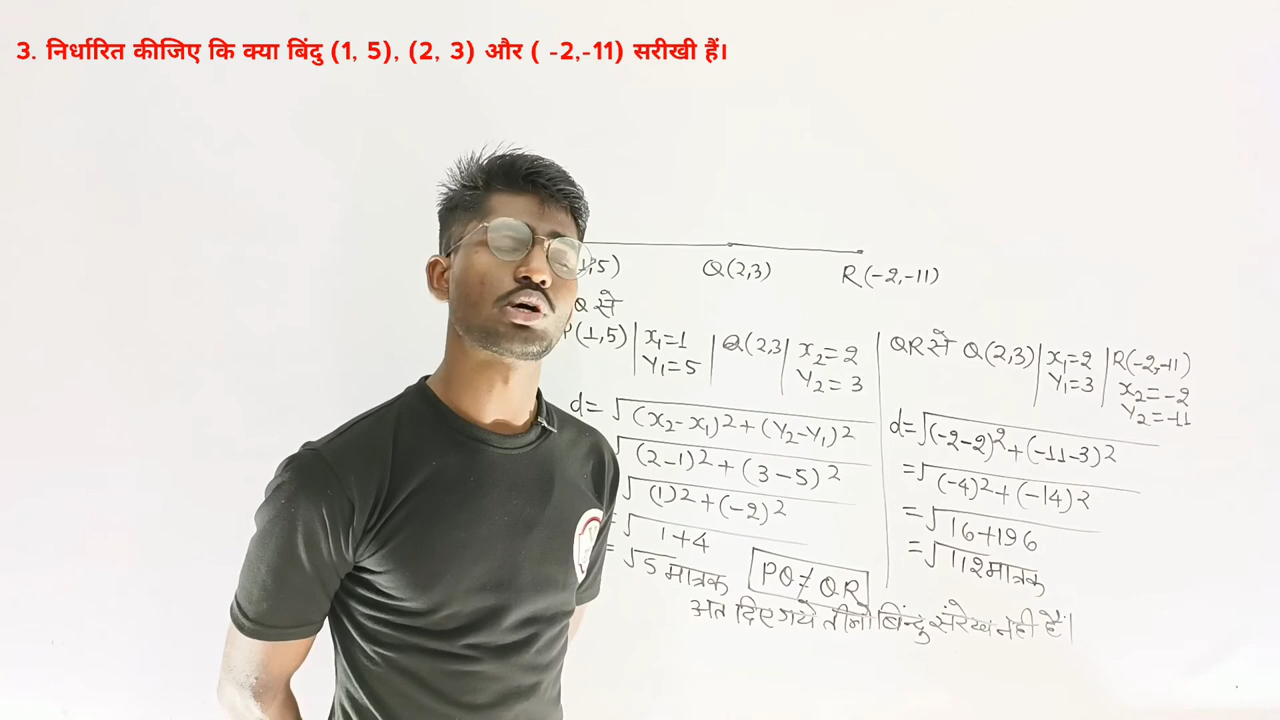 3. निर्धारित कीजिए कि क्या बिंदु (1, 5), (2, 3) और ( -2,-11) सरीखी हैं।
1,5) Q(2,3) R(-2,-11)
Q से
P(1,5) | x₁=1 | Q(2,3 | x₂=2
y₁=5 y₂=3
d= √(x₂-x₁)²+(y₂-y₁)²
√(2-1)²+(3-5)²
√(1)²+(-2)²
= √1+4
= √5 मात्रक
PQ≠QR
QR से Q(2,3) | x₁=2 | R(-2,-11)
y₁=3 x₂=-2
y₂=-11
d=√(-2-2)²+(-11-3)²
=√(-4)²+(-14)²
=√16+196
=√112 मात्रक
अत दिए गये तीनो बिन्दु संरेख नही है।